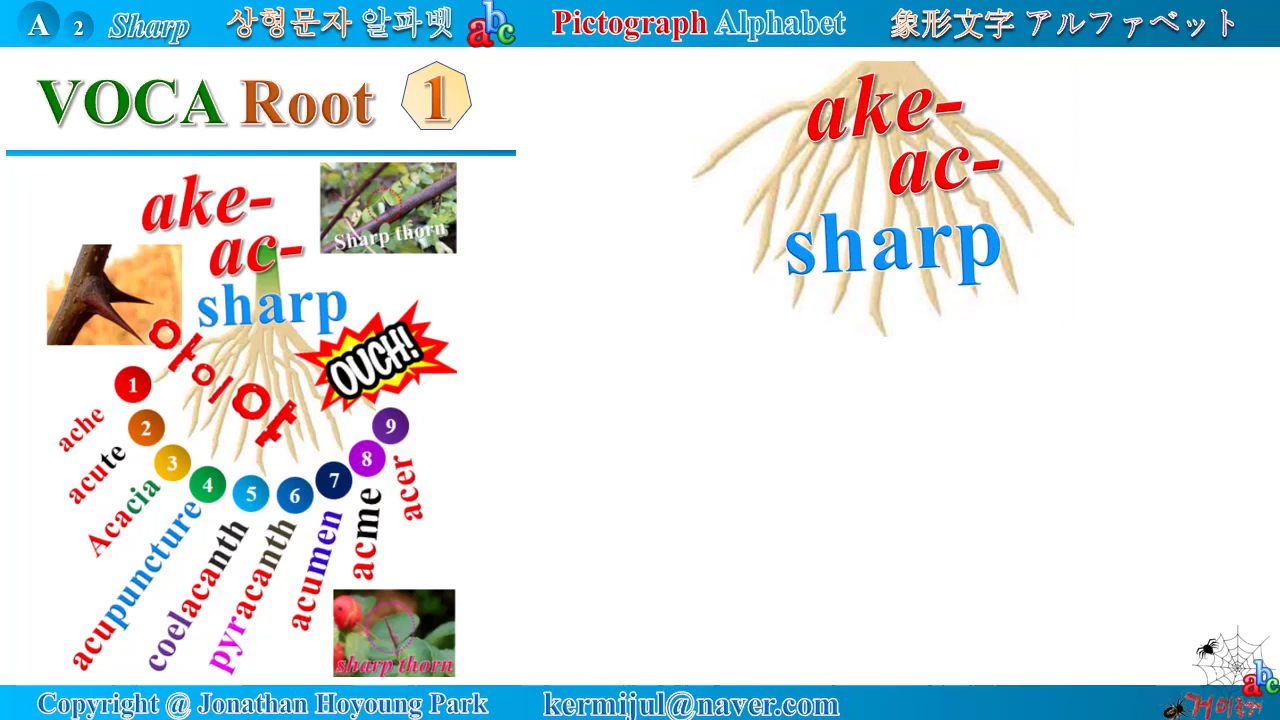 A 2 Sharp 상형문자 알파벳 abc Pictograph Alphabet 象形文字 アルファベット
VOCA Root 1
ake-
ac-
sharp
Sharp thorn
아이야
OUCH!
1 ache
2 acute
3 Acacia
4 acupuncture
5 coelacanth
6 pyracanth
7 acumen
8 acme
9 acer
sharp thorn
ake-
ac-
sharp
abc
Copyright @ Jonathan Hoyoung Park kermijul@naver.com